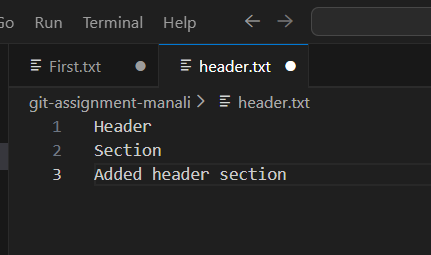 Go Run Terminal Help
First.txt header.txt
git-assignment-manali > header.txt
1 Header
2 Section
3 Added header section